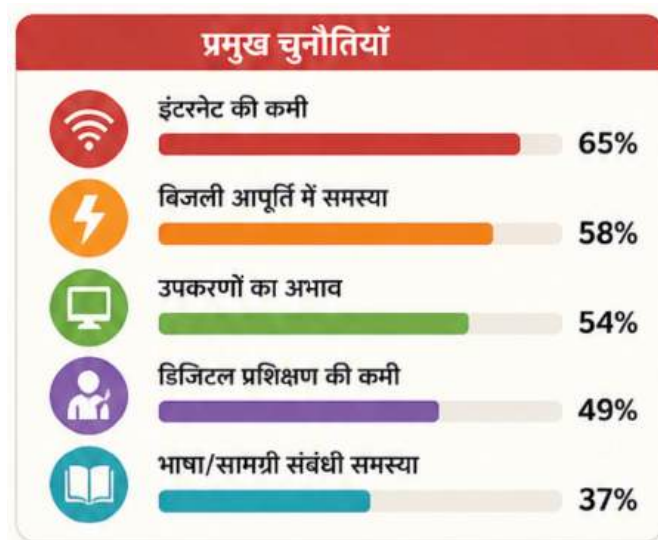 प्रमुख चुनौतियाँ
इंटरनेट की कमी
65%
बिजली आपूर्ति में समस्या
58%
उपकरणों का अभाव
54%
डिजिटल प्रशिक्षण की कमी
49%
भाषा/सामग्री संबंधी समस्या
37%